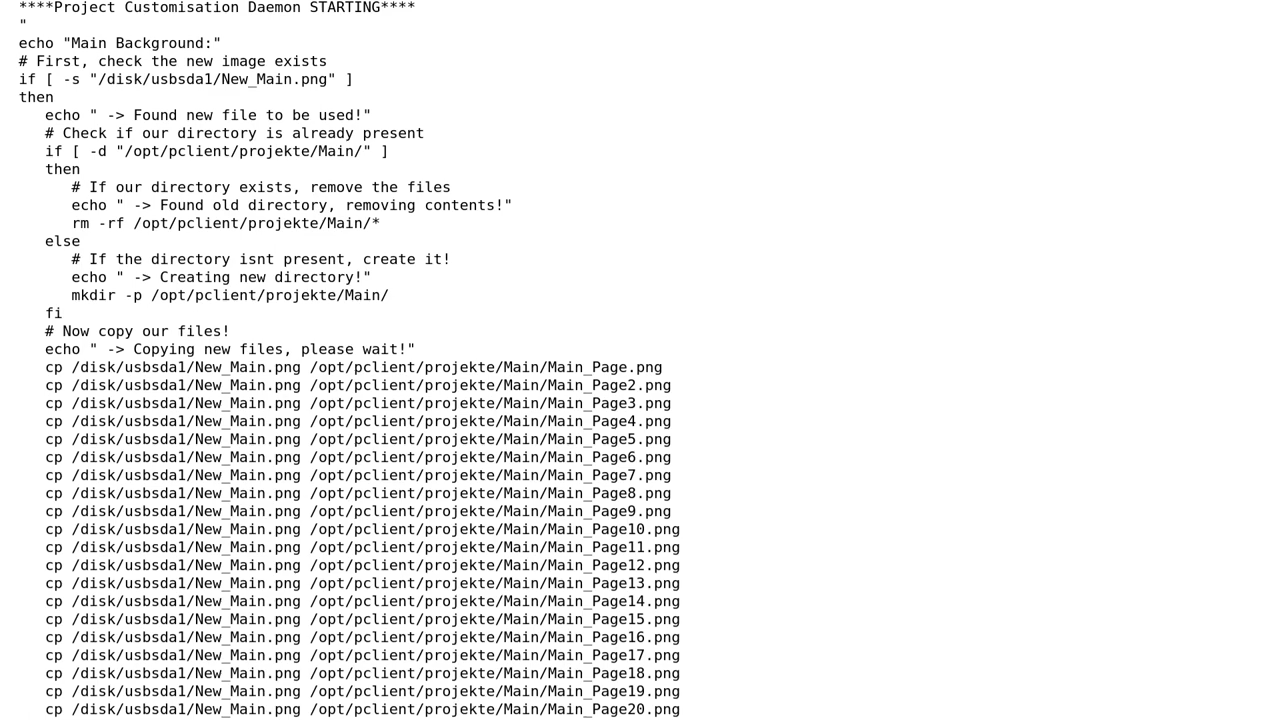 ****Project Customisation Daemon STARTING****
"
echo "Main Background:"
# First, check the new image exists
if [ -s "/disk/usbsda1/New_Main.png" ]
then
   echo " -> Found new file to be used!"
   # Check if our directory is already present
   if [ -d "/opt/pclient/projekte/Main/" ]
   then
      # If our directory exists, remove the files
      echo " -> Found old directory, removing contents!"
      rm -rf /opt/pclient/projekte/Main/*
   else
      # If the directory isnt present, create it!
      echo " -> Creating new directory!"
      mkdir -p /opt/pclient/projekte/Main/
   fi
   # Now copy our files!
   echo " -> Copying new files, please wait!"
   cp /disk/usbsda1/New_Main.png /opt/pclient/projekte/Main/Main_Page.png
   cp /disk/usbsda1/New_Main.png /opt/pclient/projekte/Main/Main_Page2.png
   cp /disk/usbsda1/New_Main.png /opt/pclient/projekte/Main/Main_Page3.png
   cp /disk/usbsda1/New_Main.png /opt/pclient/projekte/Main/Main_Page4.png
   cp /disk/usbsda1/New_Main.png /opt/pclient/projekte/Main/Main_Page5.png
   cp /disk/usbsda1/New_Main.png /opt/pclient/projekte/Main/Main_Page6.png
   cp /disk/usbsda1/New_Main.png /opt/pclient/projekte/Main/Main_Page7.png
   cp /disk/usbsda1/New_Main.png /opt/pclient/projekte/Main/Main_Page8.png
   cp /disk/usbsda1/New_Main.png /opt/pclient/projekte/Main/Main_Page9.png
   cp /disk/usbsda1/New_Main.png /opt/pclient/projekte/Main/Main_Page10.png
   cp /disk/usbsda1/New_Main.png /opt/pclient/projekte/Main/Main_Page11.png
   cp /disk/usbsda1/New_Main.png /opt/pclient/projekte/Main/Main_Page12.png
   cp /disk/usbsda1/New_Main.png /opt/pclient/projekte/Main/Main_Page13.png
   cp /disk/usbsda1/New_Main.png /opt/pclient/projekte/Main/Main_Page14.png
   cp /disk/usbsda1/New_Main.png /opt/pclient/projekte/Main/Main_Page15.png
   cp /disk/usbsda1/New_Main.png /opt/pclient/projekte/Main/Main_Page16.png
   cp /disk/usbsda1/New_Main.png /opt/pclient/projekte/Main/Main_Page17.png
   cp /disk/usbsda1/New_Main.png /opt/pclient/projekte/Main/Main_Page18.png
   cp /disk/usbsda1/New_Main.png /opt/pclient/projekte/Main/Main_Page19.png
   cp /disk/usbsda1/New_Main.png /opt/pclient/projekte/Main/Main_Page20.png